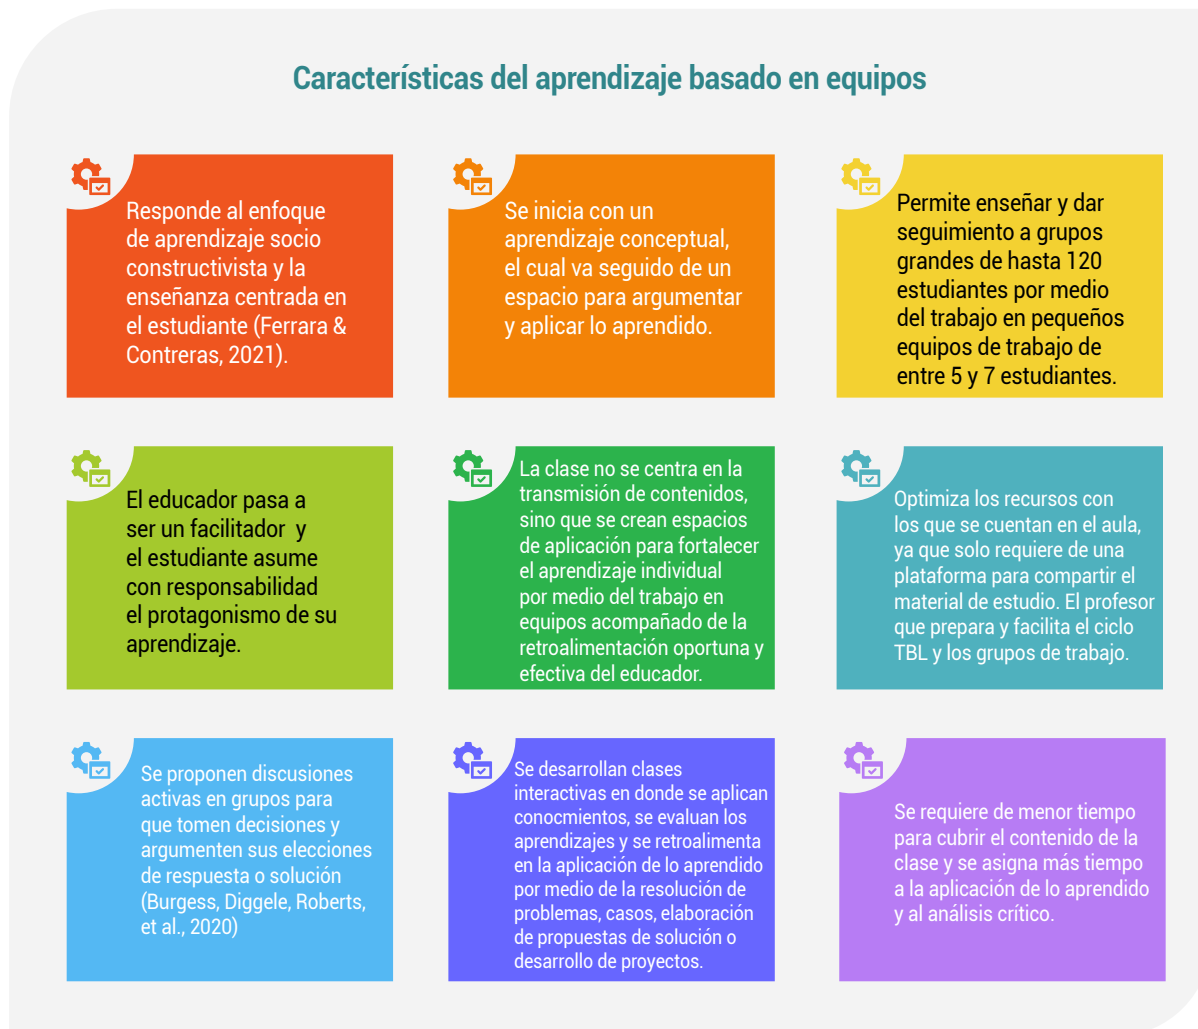 Características del aprendizaje basado en equipos
Responde al enfoque
de aprendizaje socio
constructivista y la
enseñanza centrada en
el estudiante (Ferrara &
Contreras, 2021).
Se inicia con un
aprendizaje conceptual,
el cual va seguido de un
espacio para argumentar
y aplicar lo aprendido.
Permite enseñar y dar
seguimiento a grupos
grandes de hasta 120
estudiantes por medio
del trabajo en pequeños
equipos de trabajo de
entre 5 y 7 estudiantes.
El educador pasa a
ser un facilitador y
el estudiante asume
con responsabilidad
el protagonismo de su
aprendizaje.
La clase no se centra en la
transmisión de contenidos,
sino que se crean espacios
de aplicación para fortalecer
el aprendizaje individual
por medio del trabajo en
equipos acompañado de la
retroalimentación oportuna y
efectiva del educador.
Optimiza los recursos con
los que se cuentan en el aula,
ya que solo requiere de una
plataforma para compartir el
material de estudio. El profesor
que prepara y facilita el ciclo
TBL y los grupos de trabajo.
Se proponen discusiones
activas en grupos para
que tomen decisiones y
argumenten sus elecciones
de respuesta o solución
(Burgess, Diggele, Roberts,
et al., 2020)
Se desarrollan clases
interactivas en donde se aplican
conocmientos, se evaluan los
aprendizajes y se retroalimenta
en la aplicación de lo aprendido
por medio de la resolución de
problemas, casos, elaboración
de propuestas de solución o
desarrollo de proyectos.
Se requiere de menor tiempo
para cubrir el contenido de la
clase y se asigna más tiempo
a la aplicación de lo aprendido
y al análisis crítico.